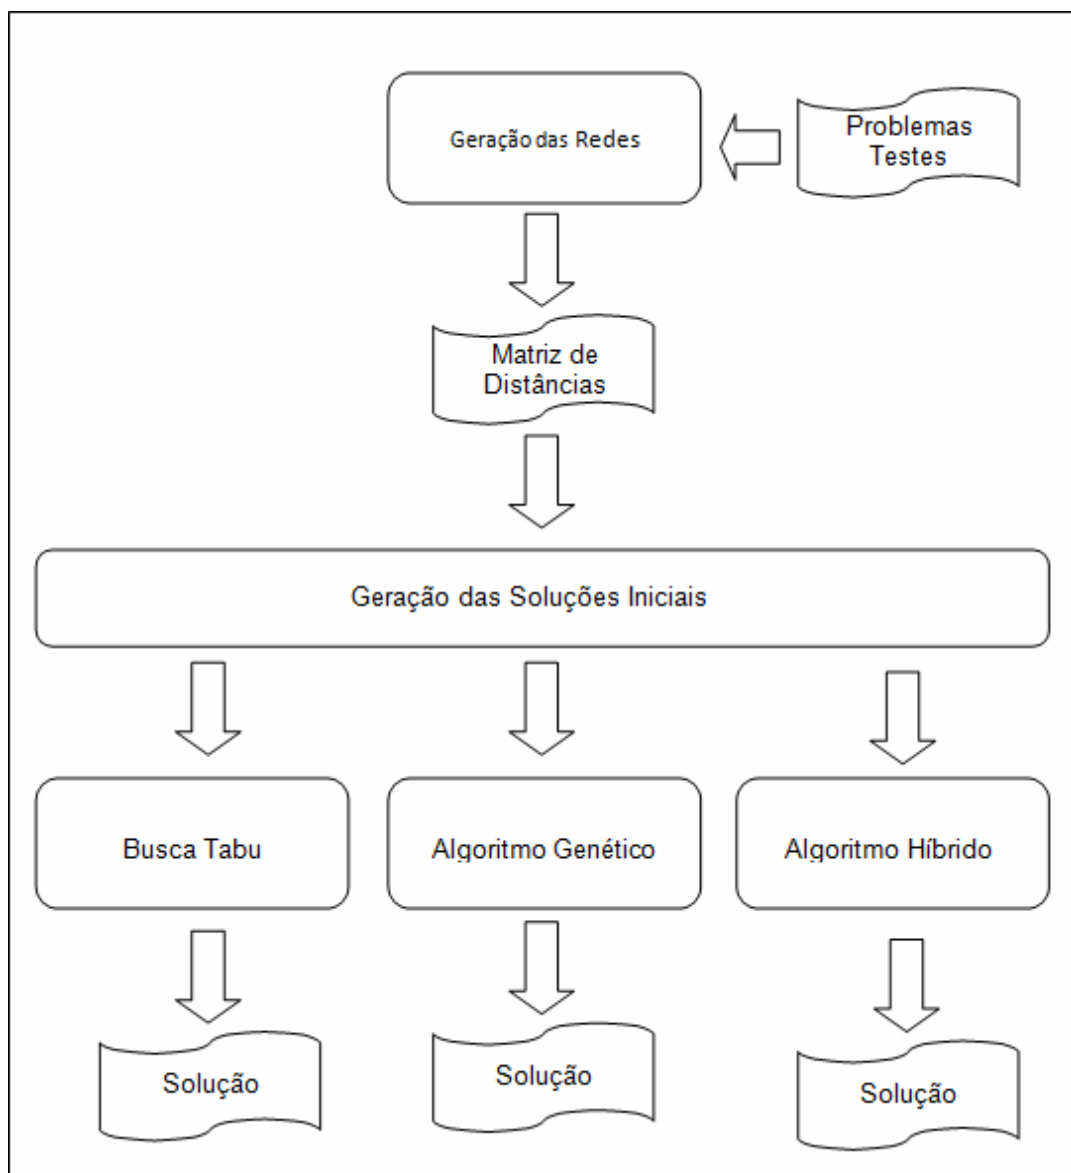 Geração das Redes
Problemas
Testes
Matriz de
Distâncias
Geração das Soluções Iniciais
Busca Tabu
Algoritmo Genético
Algoritmo Híbrido
Solução
Solução
Solução